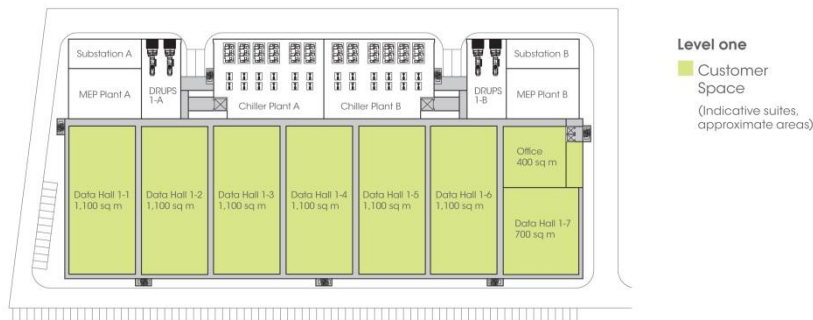 Substation A
MEP Plant A
DRUPS
1-A
Chiller Plant A
Chiller Plant B
DRUPS
1-B
Substation B
MEP Plant B
Data Hall 1-1
1,100 sq m
Data Hall 1-2
1,100 sq m
Data Hall 1-3
1,100 sq m
Data Hall 1-4
1,100 sq m
Data Hall 1-5
1,100 sq m
Data Hall 1-6
1,100 sq m
Office
400 sq m
Data Hall 1-7
700 sq m
Level one
Customer
Space
(Indicative suites,
approximate areas)